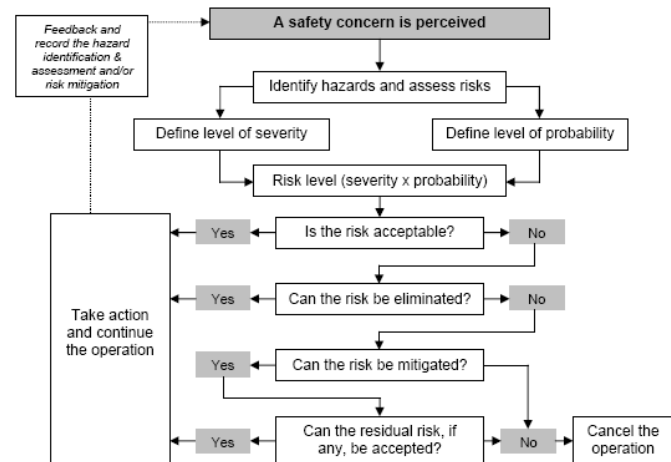 Feedback and
record the hazard
identification &
assessment and/or
risk mitigation
A safety concern is perceived
Identify hazards and assess risks
Define level of severity
Define level of probability
Risk level (severity x probability)
Yes
Is the risk acceptable?
No
Take action
and continue
the operation
Yes
Can the risk be eliminated?
No
Yes
Can the risk be mitigated?
Yes
Can the residual risk, if
any, be accepted?
No
Cancel the
operation